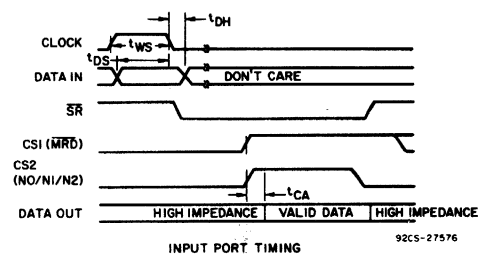 CLOCK
tWS
tDH
tDS
DATA IN
DON'T CARE
SR
CS1 (MRD)
CS2
(NO/N1/N2)
tCA
DATA OUT
HIGH IMPEDANCE
VALID DATA
HIGH IMPEDANCE
92CS-27576
INPUT PORT TIMING